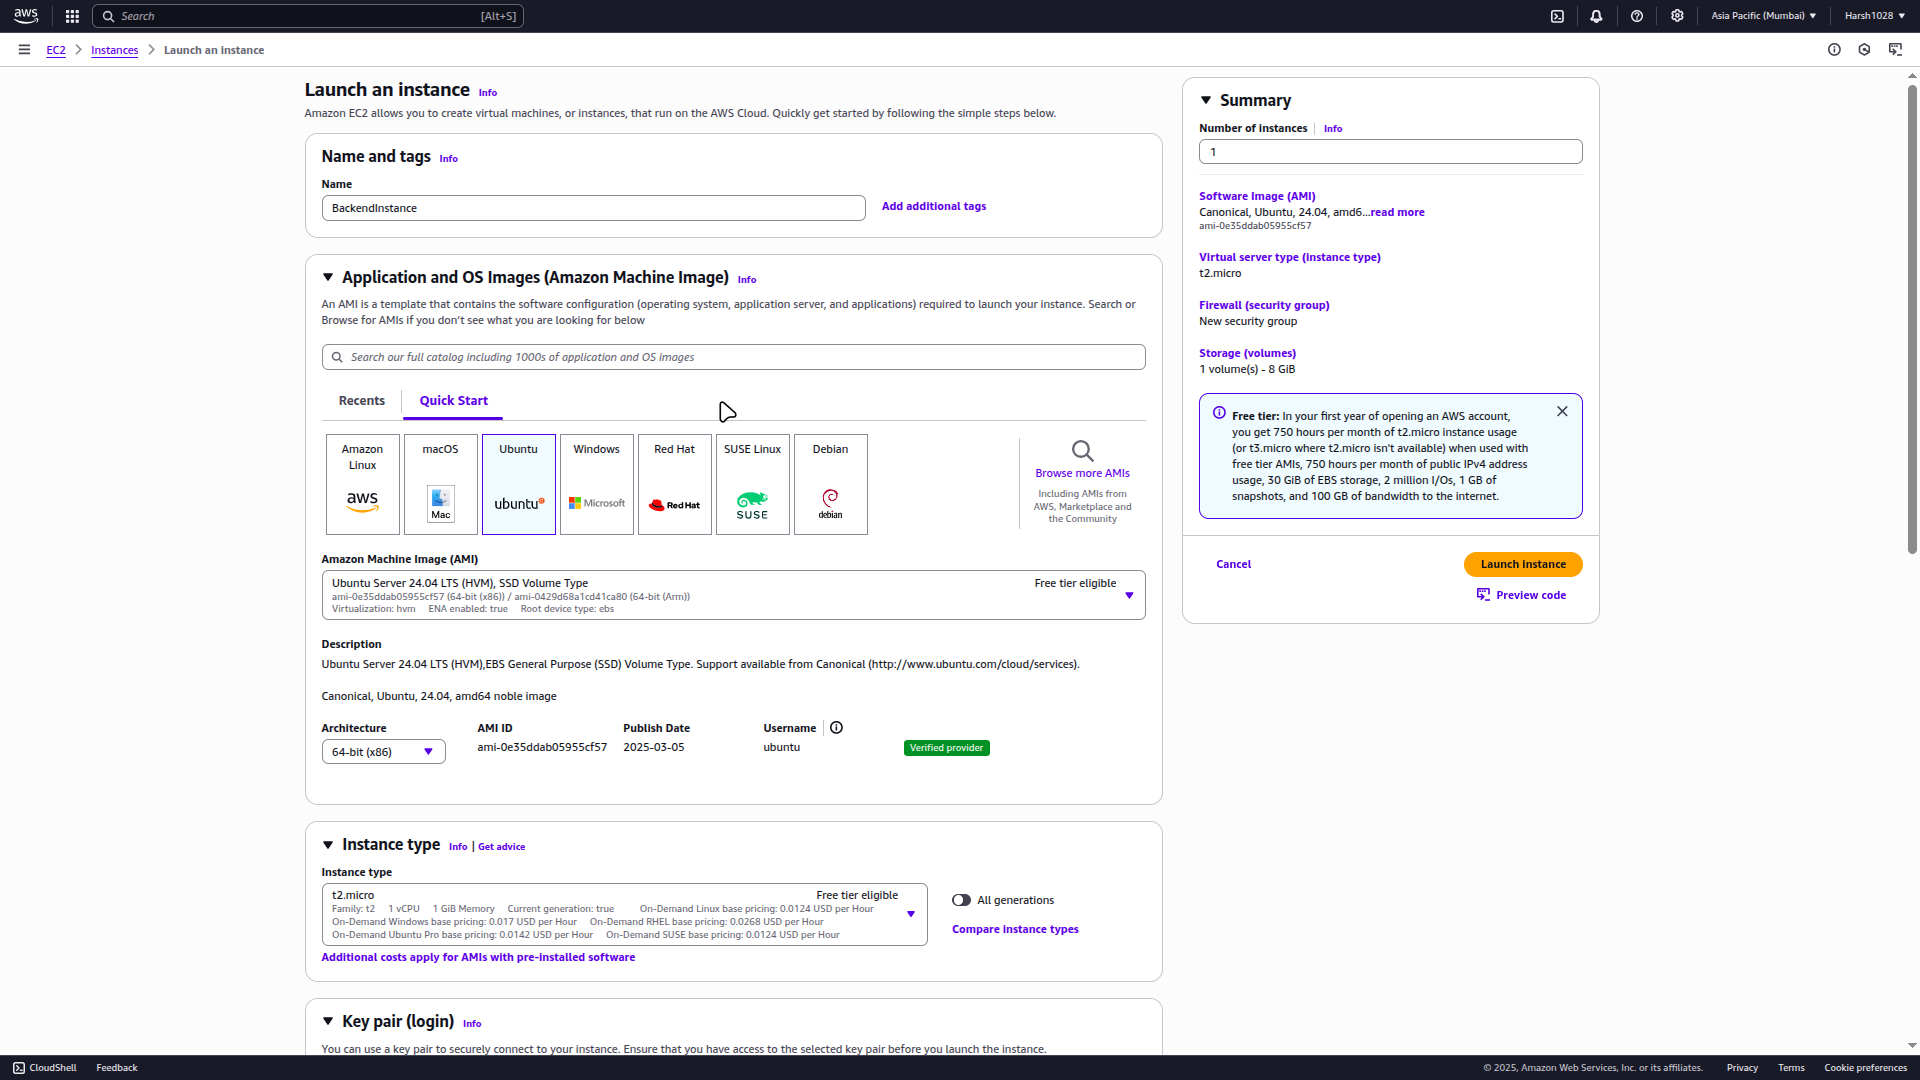 aws
Search [Alt+S]
Asia Pacific (Mumbai)
Harsh1028
EC2
Instances
Launch an instance
Launch an instance Info
Amazon EC2 allows you to create virtual machines, or instances, that run on the AWS Cloud. Quickly get started by following the simple steps below.
Name and tags Info
Name
BackendInstance
Add additional tags
Application and OS Images (Amazon Machine Image) Info
An AMI is a template that contains the software configuration (operating system, application server, and applications) required to launch your instance. Search or
Browse for AMIs if you don't see what you are looking for below
Search our full catalog including 1000s of application and OS images
Recents
Quick Start
Amazon
Linux
aws
macOS
Mac
Ubuntu
ubuntu
Windows
Microsoft
Red Hat
Red Hat
SUSE Linux
SUSE
Debian
debian
Browse more AMIs
Including AMIs from
AWS, Marketplace and
the Community
Amazon Machine Image (AMI)
Ubuntu Server 24.04 LTS (HVM), SSD Volume Type
Free tier eligible
ami-0e35ddab05955cf57 (64-bit (x86)) / ami-0429d68a1cd41ca80 (64-bit (Arm))
Virtualization: hvm ENA enabled: true Root device type: ebs
Description
Ubuntu Server 24.04 LTS (HVM),EBS General Purpose (SSD) Volume Type. Support available from Canonical (http://www.ubuntu.com/cloud/services).
Canonical, Ubuntu, 24.04, amd64 noble image
Architecture
64-bit (x86)
AMI ID
ami-0e35ddab05955cf57
Publish Date
2025-03-05
Username
ubuntu
Verified provider
Instance type Info | Get advice
Instance type
t2.micro
Free tier eligible
Family: t2 1 vCPU 1 GiB Memory Current generation: true On-Demand Linux base pricing: 0.0124 USD per Hour
On-Demand Windows base pricing: 0.017 USD per Hour On-Demand RHEL base pricing: 0.0268 USD per Hour
On-Demand Ubuntu Pro base pricing: 0.0142 USD per Hour On-Demand SUSE base pricing: 0.0124 USD per Hour
All generations
Compare instance types
Additional costs apply for AMIs with pre-installed software
Key pair (login) Info
You can use a key pair to securely connect to your instance. Ensure that you have access to the selected key pair before you launch the instance.
Summary
Number of instances Info
1
Software Image (AMI)
Canonical, Ubuntu, 24.04, amd6...read more
ami-0e35ddab05955cf57
Virtual server type (instance type)
t2.micro
Firewall (security group)
New security group
Storage (volumes)
1 volume(s) - 8 GiB
Free tier: In your first year of opening an AWS account,
you get 750 hours per month of t2.micro instance usage
(or t3.micro where t2.micro isn't available) when used with
free tier AMIs, 750 hours per month of public IPv4 address
usage, 30 GiB of EBS storage, 2 million I/Os, 1 GB of
snapshots, and 100 GB of bandwidth to the internet.
Cancel
Launch instance
Preview code
CloudShell
Feedback
© 2025, Amazon Web Services, Inc. or its affiliates.
Privacy
Terms
Cookie preferences